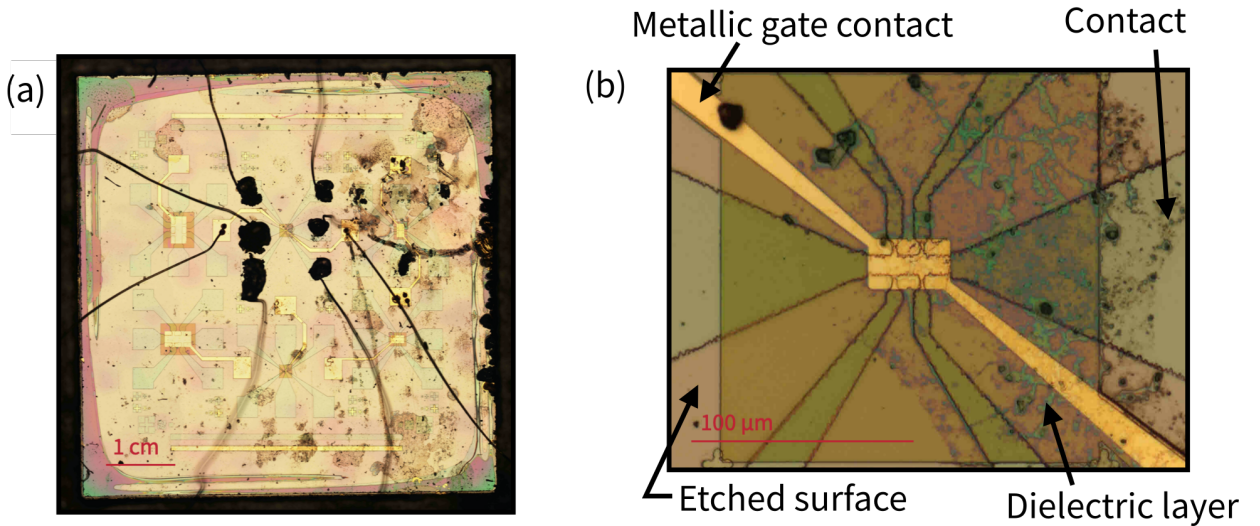 (a)
1 cm
(b)
Metallic gate contact
Contact
100 µm
Etched surface
Dielectric layer